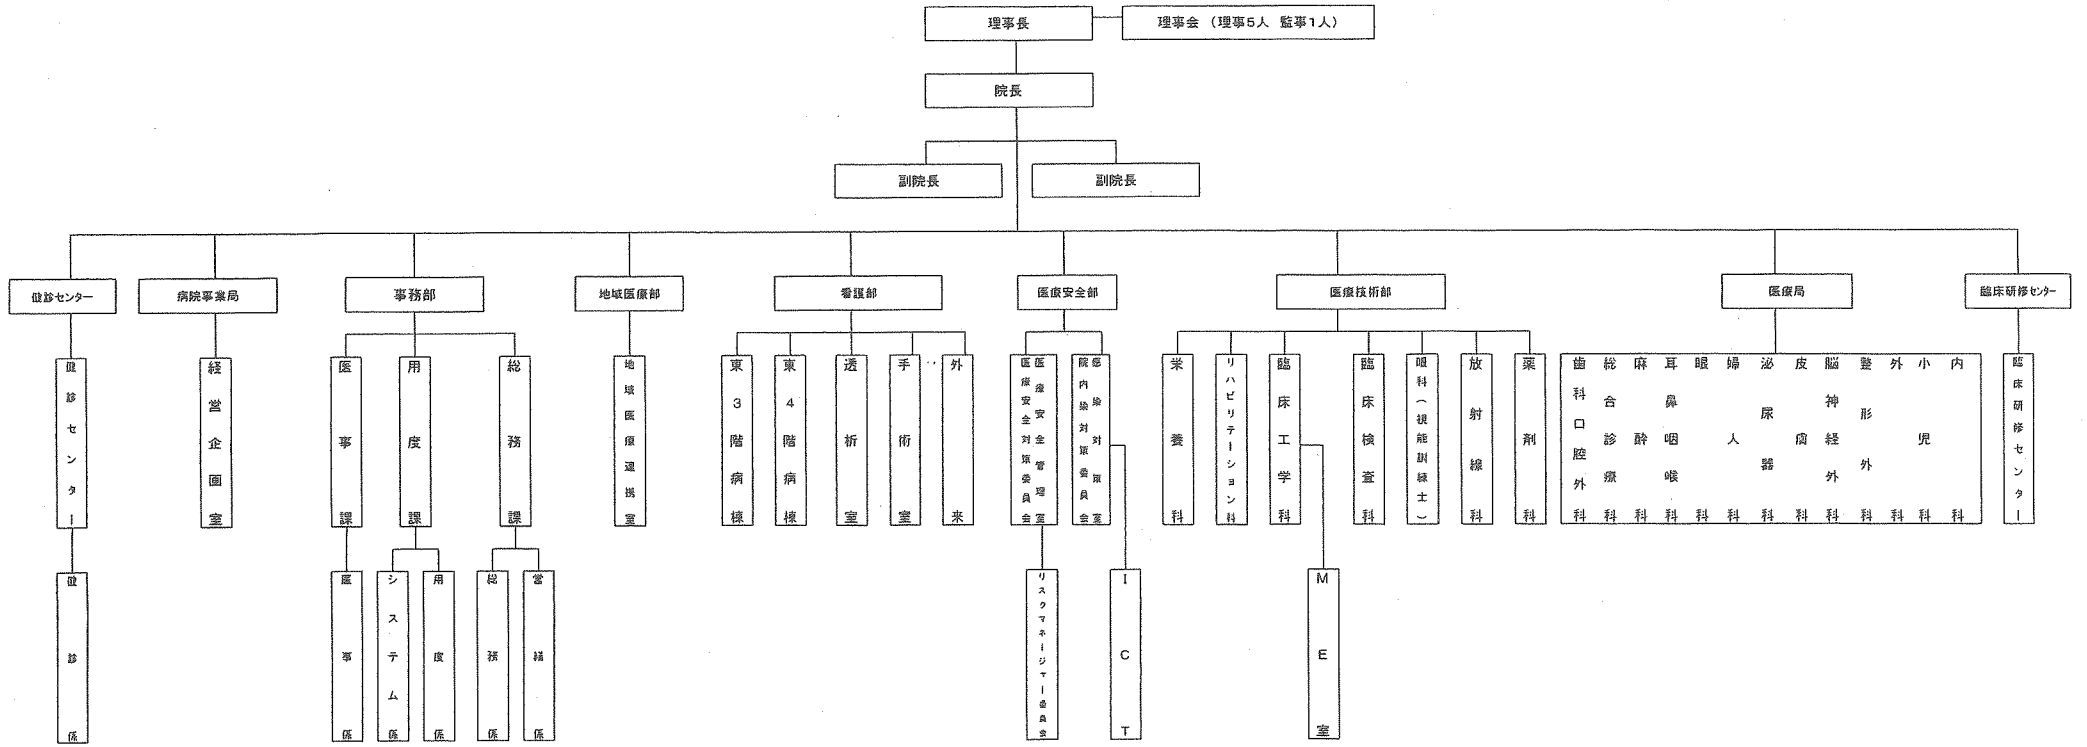 理事長
理事会 (理事5人 監事1人)
院長
副院長
副院長
健診センター
病院事業局
事務部
地域医療部
看護部
医療安全部
医療技術部
医療局
臨床研修センター
健診センター
経営企画室
医事課
用度課
総務課
地域医療連携室
東3階病棟
東4階病棟
透析室
手術室
外来
医療安全管理室
医療安全対策委員会
感染対策室
院内感染対策委員会
栄養科
リハビリテーション科
臨床工学科
臨床検査科
眼科(視能訓練士)
放射線科
薬剤科
歯科口腔外科
総合診療科
麻酔科
耳鼻咽喉科
眼科
婦人科
泌尿器科
皮膚科
脳神経外科
整形外科
外科
小児科
内科
臨床研修センター
健診係
医事係
システム係
用度係
総務係
営繕係
リスクマネージャー委員会
ICT
ME室